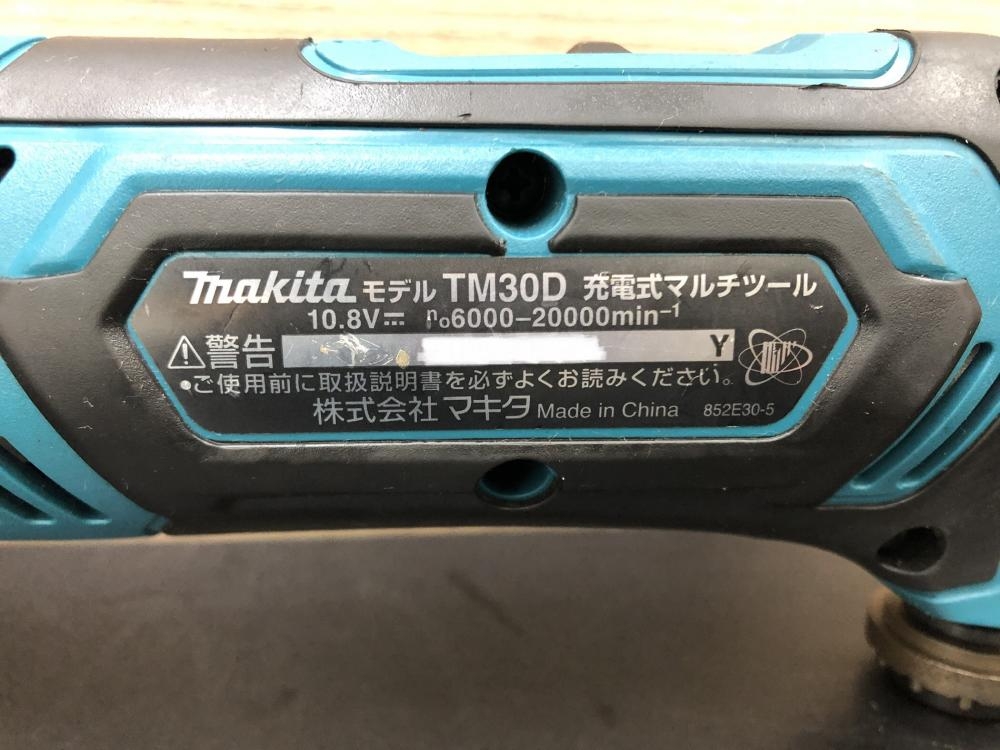 makita モデル TM30D 充電式マルチツール
10.8V⎓ n₀6000–20000min⁻¹
⚠警告 Y
•ご使用前に取扱説明書を必ずよくお読みください。
株式会社マキタ Made in China 852E30-5